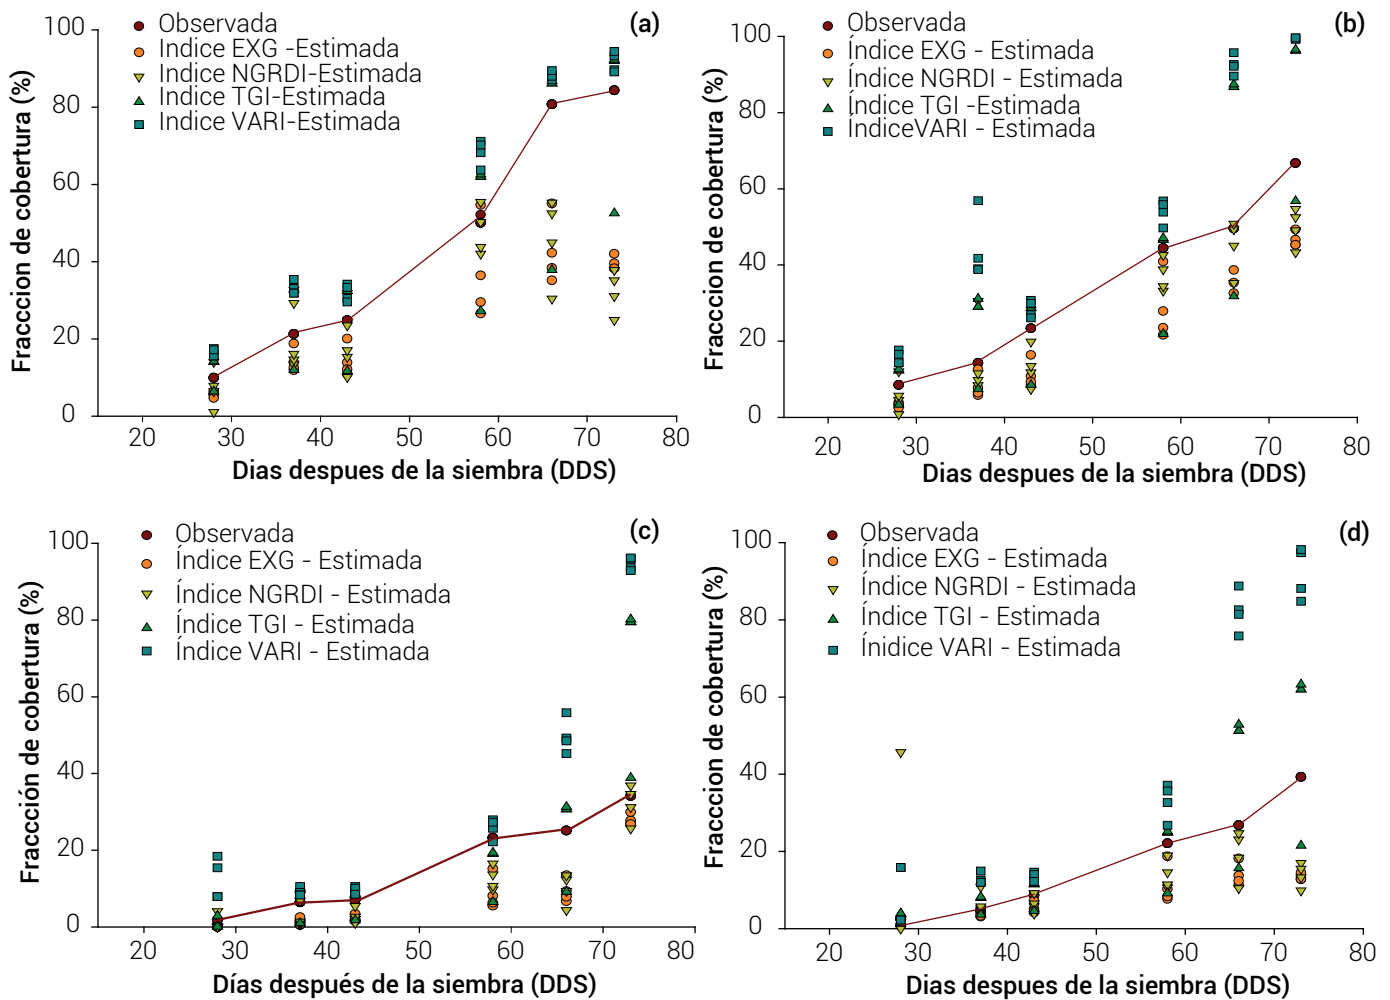 (a)
Observada
Indice EXG -Estimada
Indice NGRDI-Estimada
Indice TGI-Estimada
Indice VARI-Estimada
Fracccion de cobertura (%)
100
80
60
40
20
0
20 30 40 50 60 70 80
Dias despues de la siembra (DDS)
(b)
Observada
Índice EXG - Estimada
Índice NGRDI - Estimada
Índice TGI - Estimada
ÍndiceVARI - Estimada
Fracccion de cobertura (%)
100
80
60
40
20
0
20 30 40 50 60 70 80
Dias despues de la siembra (DDS)
(c)
Observada
Índice EXG - Estimada
Índice NGRDI - Estimada
Índice TGI - Estimada
Índice VARI - Estimada
Fraccción de cobertura (%)
100
80
60
40
20
0
20 30 40 50 60 70 80
Días después de la siembra (DDS)
(d)
Observada
Índice EXG - Estimada
Índice NGRDI - Estimada
Índice TGI - Estimada
Ínidice VARI - Estimada
Fracccion de cobertura (%)
100
80
60
40
20
0
20 30 40 50 60 70 80
Dias despues de la siembra (DDS)